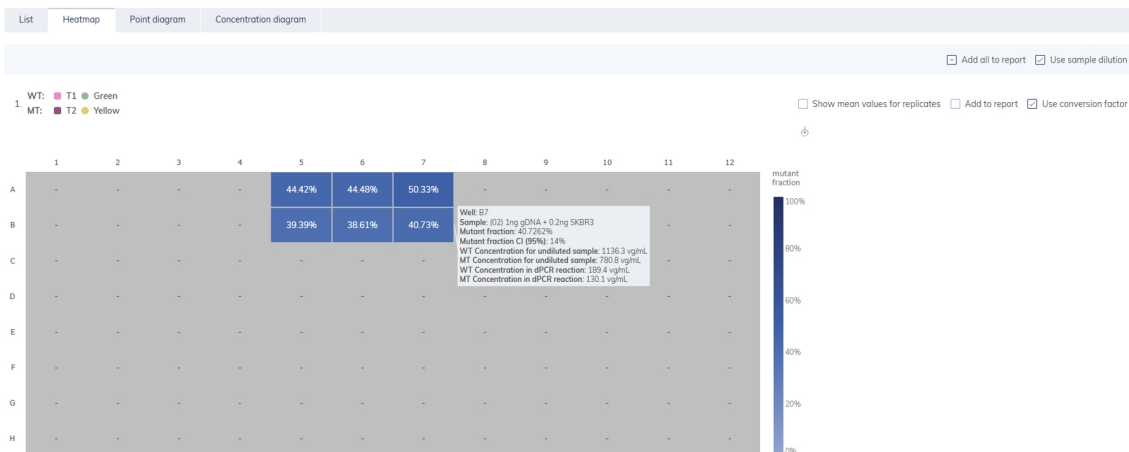 List Heatmap Point diagram Concentration diagram
Add all to report Use sample dilution
1. WT: T1 Green
MT: T2 Yellow
Show mean values for replicates Add to report Use conversion factor
1 2 3 4 5 6 7 8 9 10 11 12
mutant
fraction
A - - - - 44.42% 44.48% 50.33% - - - - -
100%
B - - - - 39.39% 38.61% 40.73% - -
Well: B7
Sample: (02) 1ng gDNA + 0.2ng SKBR3
Mutant fraction: 40.7262%
Mutant fraction CI (95%): 14%
WT Concentration for undiluted sample: 1136.3 vg/mL
MT Concentration for undiluted sample: 780.8 vg/mL
WT Concentration in dPCR reaction: 189.4 vg/mL
MT Concentration in dPCR reaction: 130.1 vg/mL
80%
C - - - - - - - - -
D - - - - - - - - - - - -
60%
E - - - - - - - - - - - -
F - - - - - - - - - - - -
40%
G - - - - - - - - - - - -
20%
H - - - - - - - - - - - -
0%